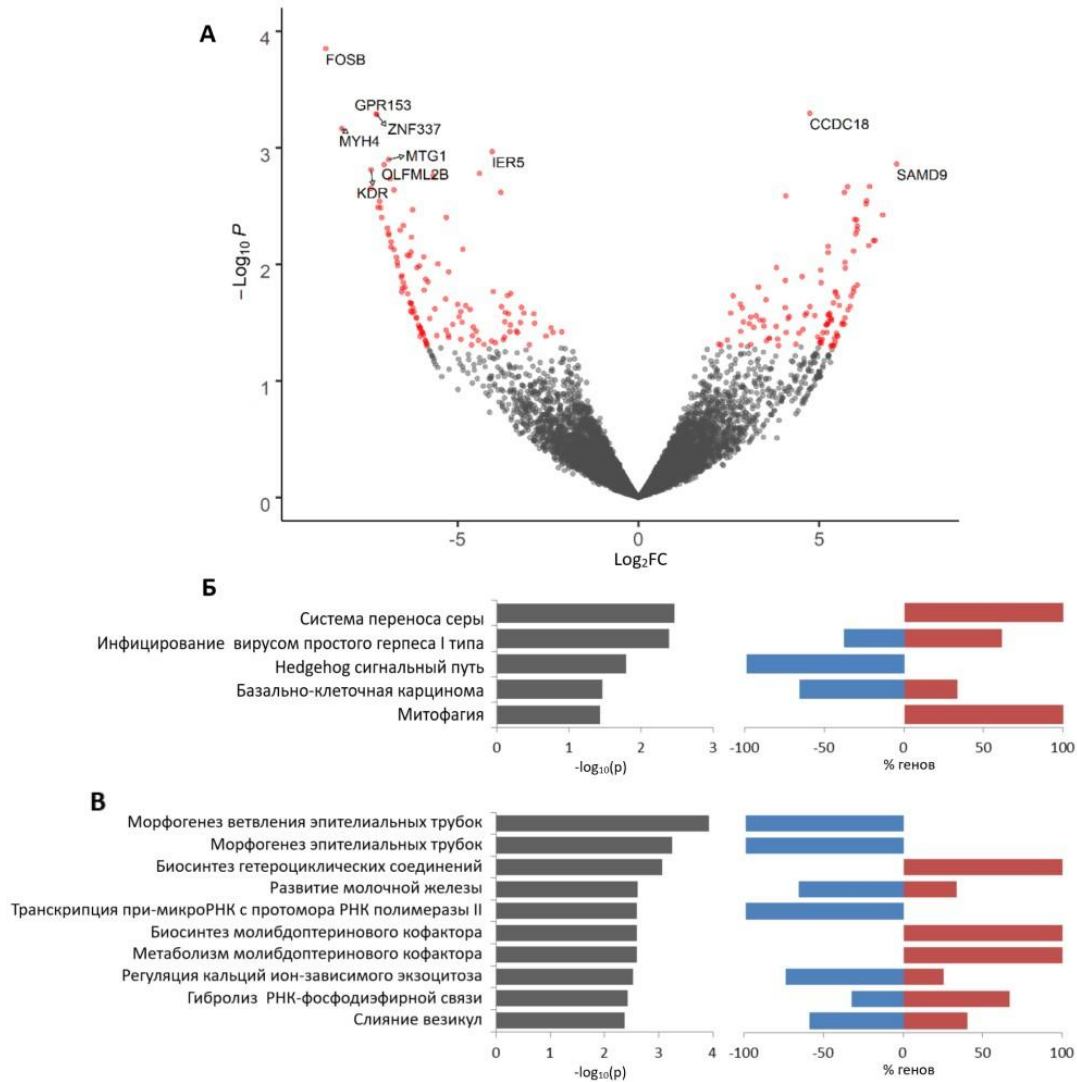 А
4
FOSB
GPR153
ZNF337
CCDC18
MYH4
3
MTG1
IER5
OLFML2B
SAMD9
KDR
−Log10 P
2
1
0
-5
0
5
Log2FC
Б
Система переноса серы
Инфицирование вирусом простого герпеса I типа
Hedgehog сигнальный путь
Базально-клеточная карцинома
Митофагия
0 1 2 3
-log10(p)
-100 -50 0 50 100
% генов
В
Морфогенез ветвления эпителиальных трубок
Морфогенез эпителиальных трубок
Биосинтез гетероциклических соединений
Развитие молочной железы
Транскрипция при-микроРНК с протомора РНК полимеразы II
Биосинтез молибдоптеринового кофактора
Метаболизм молибдоптеринового кофактора
Регуляция кальций ион-зависимого экзоцитоза
Гибролиз РНК-фосфодиэфирной связи
Слияние везикул
0 1 2 3 4
-log10(p)
-100 -50 0 50 100
% генов